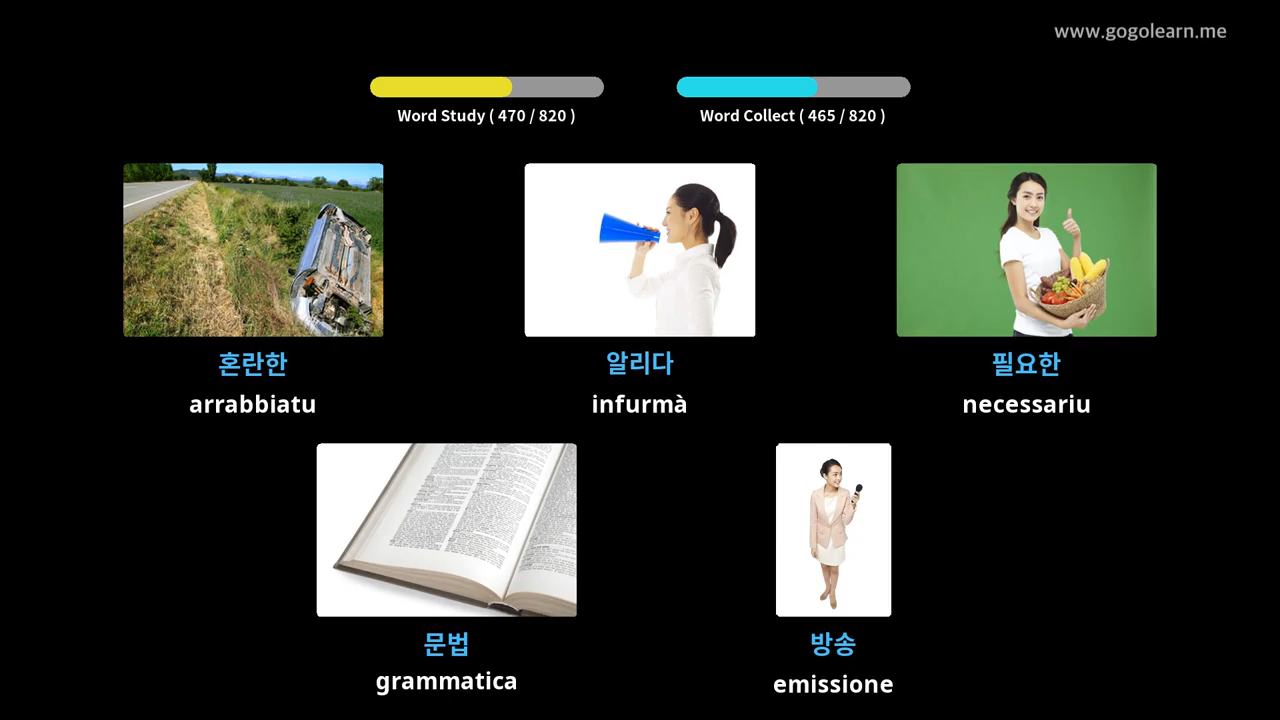 www.gogolearn.me
Word Study ( 470 / 820 )
Word Collect ( 465 / 820 )
혼란한
arrabbiatu
알리다
infurmà
필요한
necessariu
문법
grammatica
방송
emissione